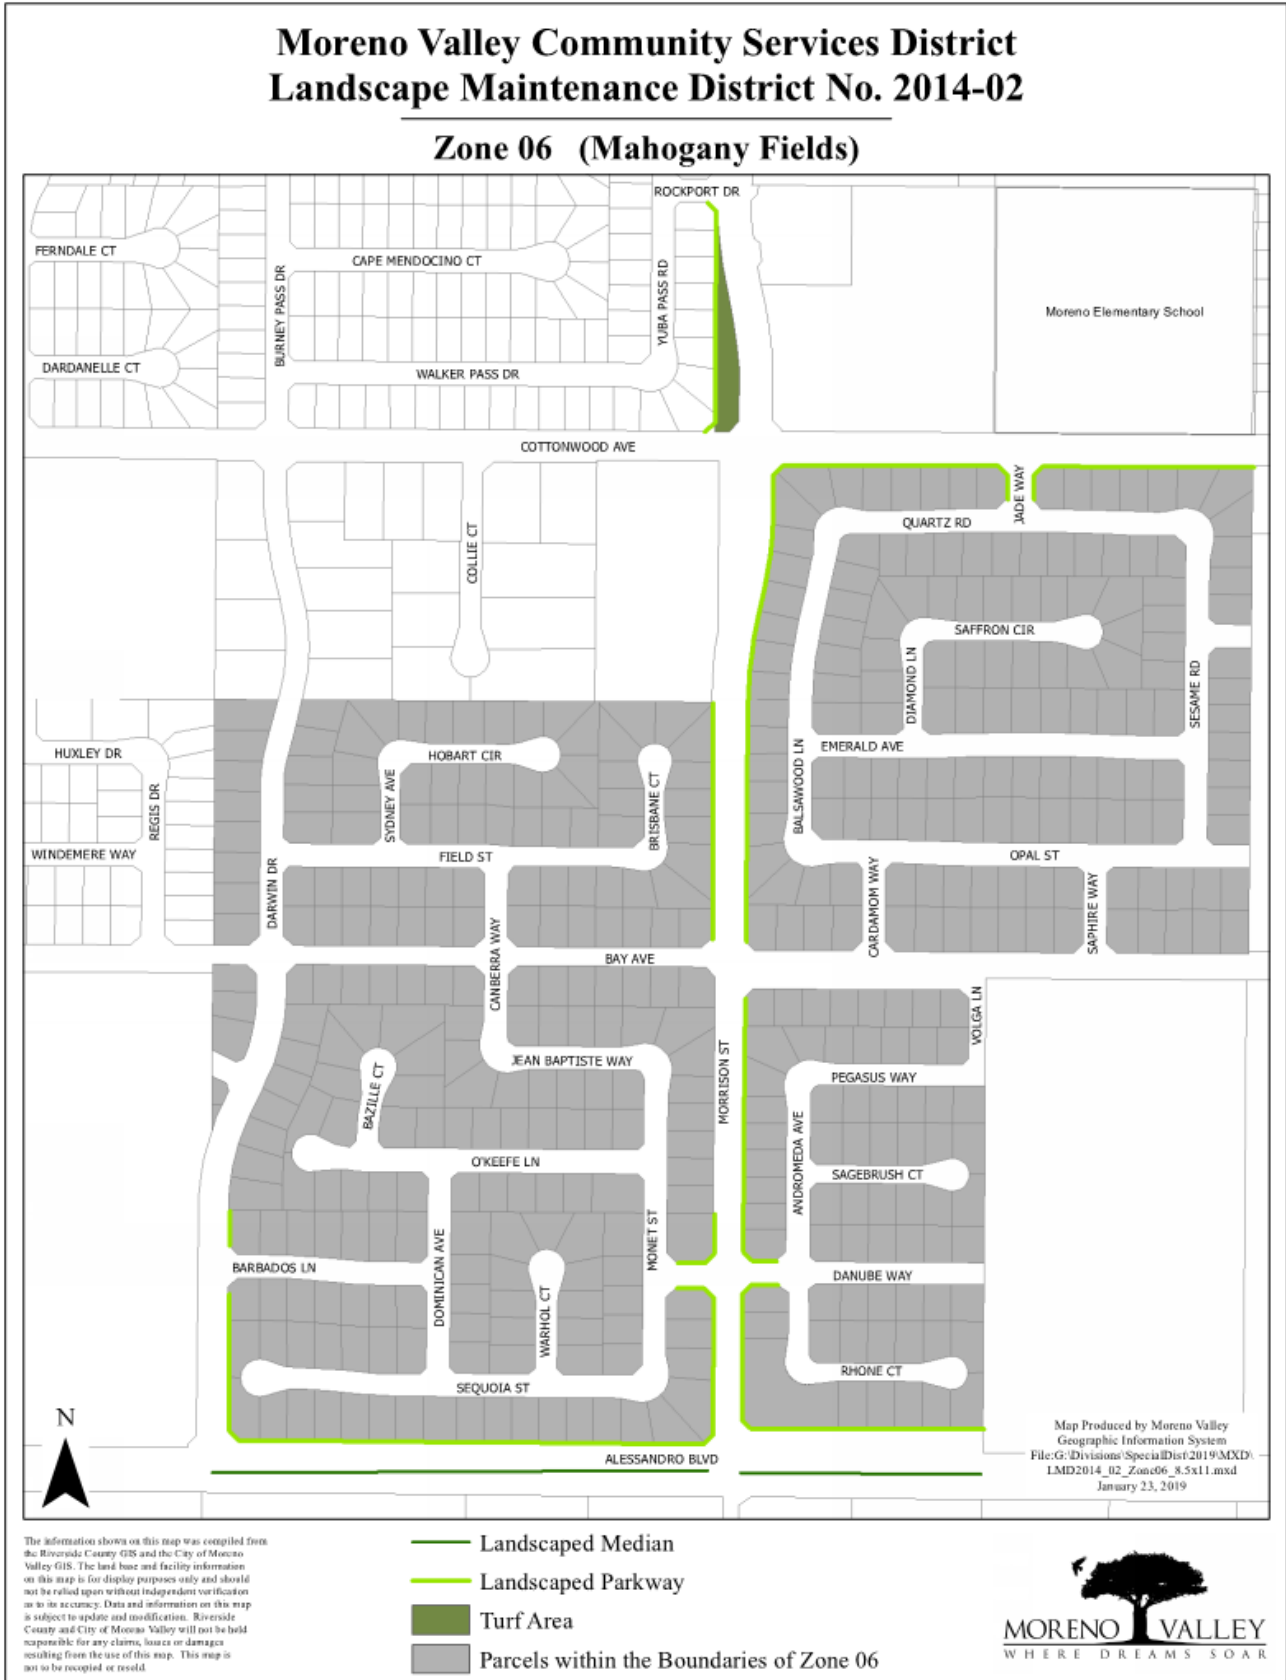 Moreno Valley Community Services District
Landscape Maintenance District No. 2014-02
Zone 06 (Mahogany Fields)
ROCKPORT DR
FERNDALE CT
CAPE MENDOCINO CT
BURNEY PASS DR
YUBA PASS RD
Moreno Elementary School
DARDANELLE CT
WALKER PASS DR
COTTONWOOD AVE
JADE WAY
QUARTZ RD
COLLIE CT
SAFFRON CIR
DIAMOND LN
SESAME RD
HUXLEY DR
HOBART CIR
EMERALD AVE
REGIS DR
SYDNEY AVE
BRISBANE CT
BALSAWOOD LN
WINDEMERE WAY
FIELD ST
OPAL ST
DARWIN DR
CARDAMOM WAY
SAPHIRE WAY
CANBERRA WAY
BAY AVE
VOLGA LN
JEAN BAPTISTE WAY
MORRISON ST
PEGASUS WAY
BAZILLE CT
ANDROMEDA AVE
O'KEEFE LN
SAGEBRUSH CT
MONET ST
BARBADOS LN
DOMINICAN AVE
DANUBE WAY
WARHOL CT
RHONE CT
SEQUOIA ST
N
ALESSANDRO BLVD
Map Produced by Moreno Valley
Geographic Information System
File:G:\Divisions\SpecialDist\2019\MXD\
LMD2014_02_Zone06_8.5x11.mxd
January 23, 2019
The information shown on this map was compiled from
the Riverside County GIS and the City of Moreno
Valley GIS. The land base and facility information
on this map is for display purposes only and should
not be relied upon without independent verification
as to its accuracy. Data and information on this map
is subject to update and modification. Riverside
County and City of Moreno Valley will not be held
responsible for any claims, losses or damages
resulting from the use of this map. This map is
not to be recopied or resold.
Landscaped Median
Landscaped Parkway
Turf Area
Parcels within the Boundaries of Zone 06
MORENO VALLEY
WHERE DREAMS SOAR